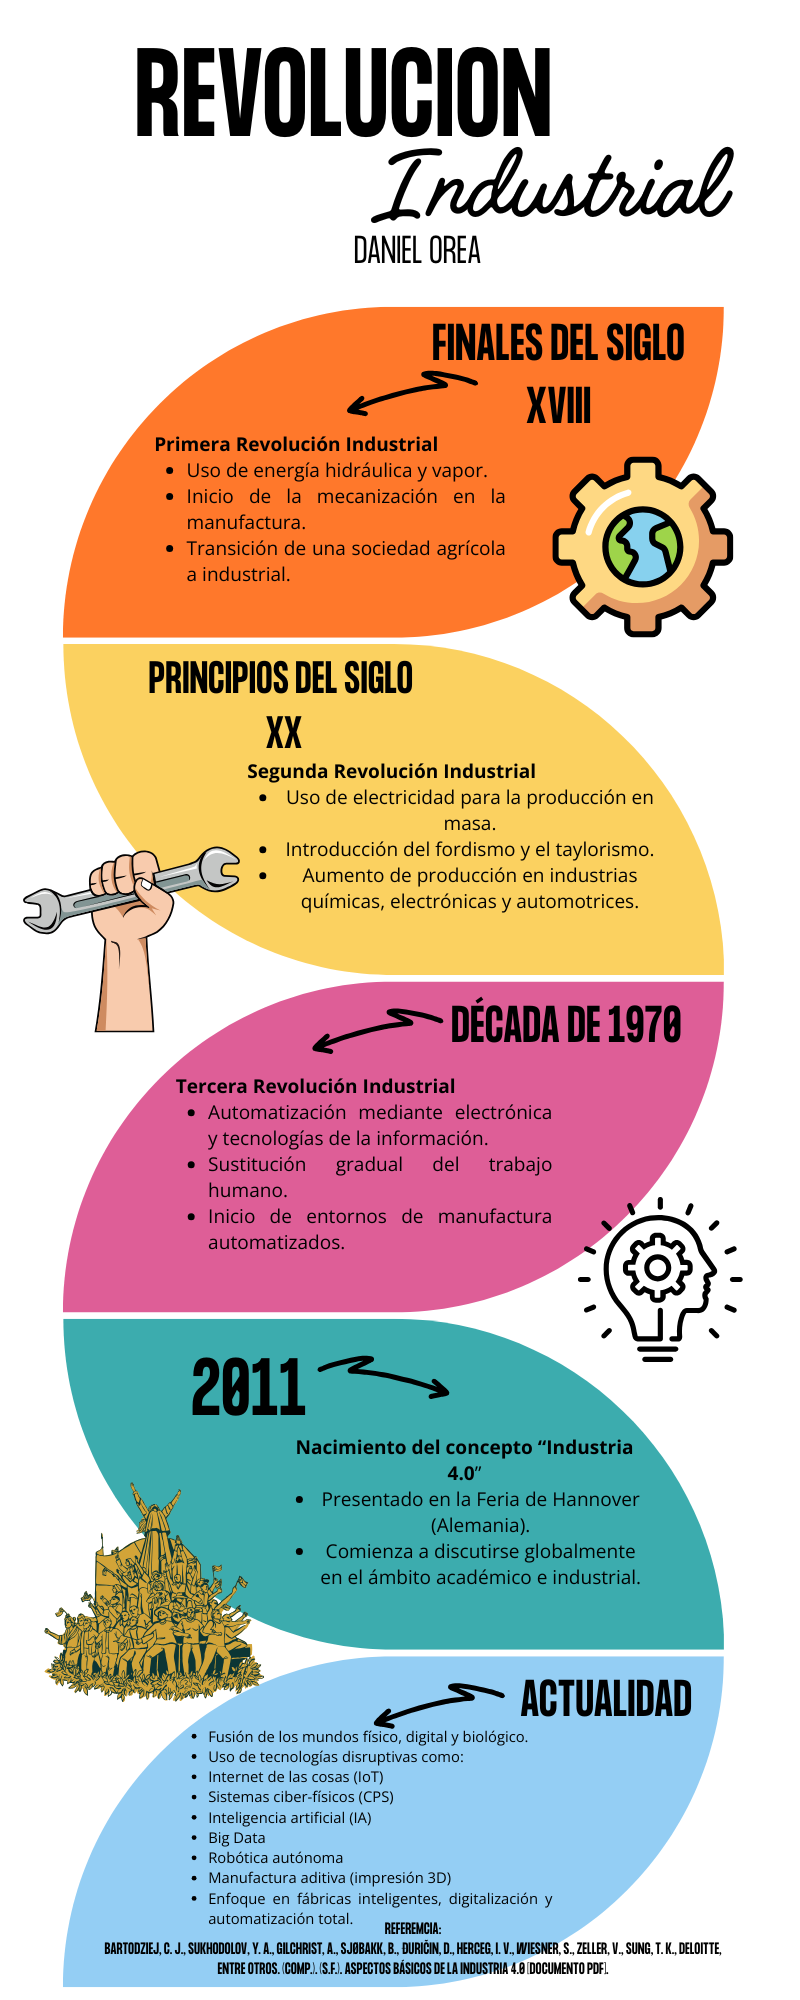 REVOLUCION
Industrial
DANIEL OREA
FINALES DEL SIGLO
XVIII
Primera Revolución Industrial
• Uso de energía hidráulica y vapor.
• Inicio de la mecanización en la
manufactura.
• Transición de una sociedad agrícola
a industrial.
PRINCIPIOS DEL SIGLO
XX
Segunda Revolución Industrial
• Uso de electricidad para la producción en
masa.
• Introducción del fordismo y el taylorismo.
• Aumento de producción en industrias
químicas, electrónicas y automotrices.
DÉCADA DE 1970
Tercera Revolución Industrial
• Automatización mediante electrónica
y tecnologías de la información.
• Sustitución gradual del trabajo
humano.
• Inicio de entornos de manufactura
automatizados.
2011
Nacimiento del concepto “Industria
4.0”
• Presentado en la Feria de Hannover
(Alemania).
• Comienza a discutirse globalmente
en el ámbito académico e industrial.
ACTUALIDAD
• Fusión de los mundos físico, digital y biológico.
• Uso de tecnologías disruptivas como:
• Internet de las cosas (IoT)
• Sistemas ciber-físicos (CPS)
• Inteligencia artificial (IA)
• Big Data
• Robótica autónoma
• Manufactura aditiva (impresión 3D)
• Enfoque en fábricas inteligentes, digitalización y
automatización total.
REFEREMCIA:
BARTODZIEJ, C. J., SUKHODOLOV, Y. A., GILCHRIST, A., SJØBAKK, B., ĐURIČIN, D., HERCEG, I. V., WIESNER, S., ZELLER, V., SUNG, T. K., DELOITTE,
ENTRE OTROS. (COMP.). (S.F.). ASPECTOS BÁSICOS DE LA INDUSTRIA 4.0 [DOCUMENTO PDF].